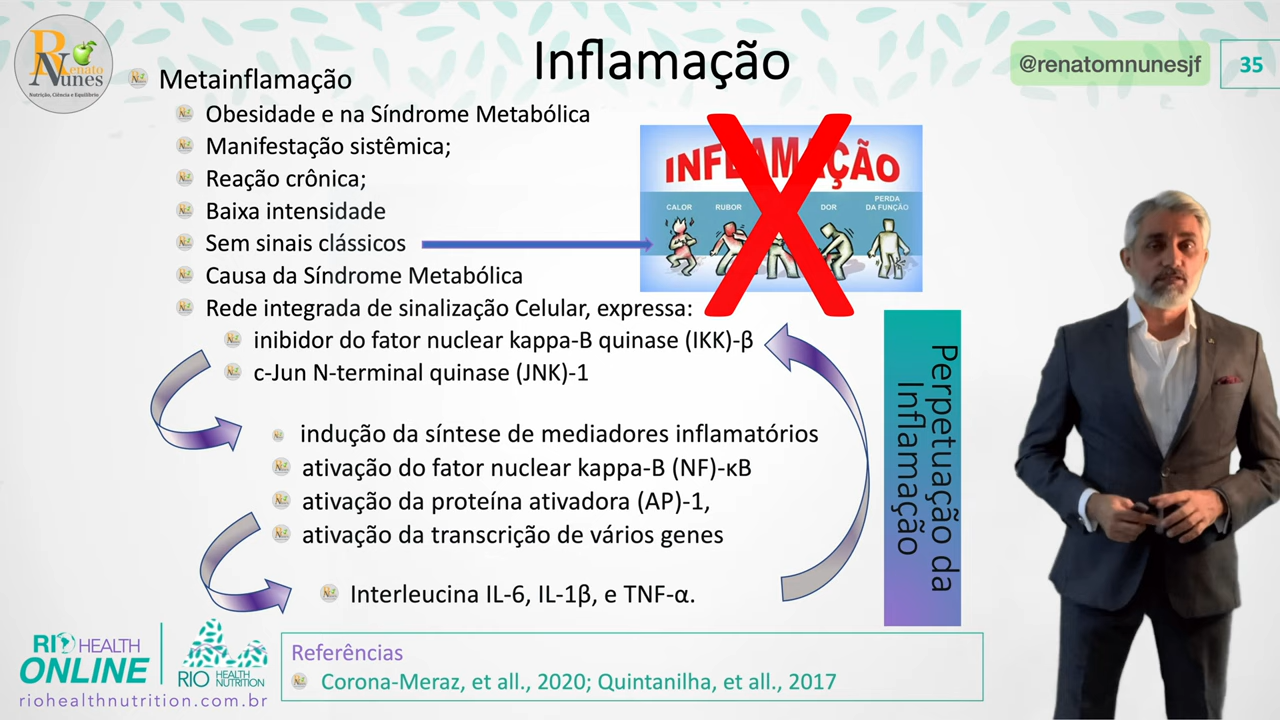 Renato
Nunes
Nutrição, Ciência e Equilíbrio
Inflamação
@renatomnunesjf
35
Metainflamação
Obesidade e na Síndrome Metabólica
Manifestação sistêmica;
Reação crônica;
Baixa intensidade
Sem sinais clássicos
Causa da Síndrome Metabólica
Rede integrada de sinalização Celular, expressa:
inibidor do fator nuclear kappa-B quinase (IKK)-β
c-Jun N-terminal quinase (JNK)-1
INFLAMAÇÃO
CALOR RUBOR DOR PERDA DA FUNÇÃO
indução da síntese de mediadores inflamatórios
ativação do fator nuclear kappa-B (NF)-κB
ativação da proteína ativadora (AP)-1,
ativação da transcrição de vários genes
Interleucina IL-6, IL-1β, e TNF-α.
Perpetuação da
Inflamação
RIO HEALTH
ONLINE
RIO HEALTH NUTRITION
riohealthnutrition.com.br
Referências
Corona-Meraz, et all., 2020; Quintanilha, et all., 2017